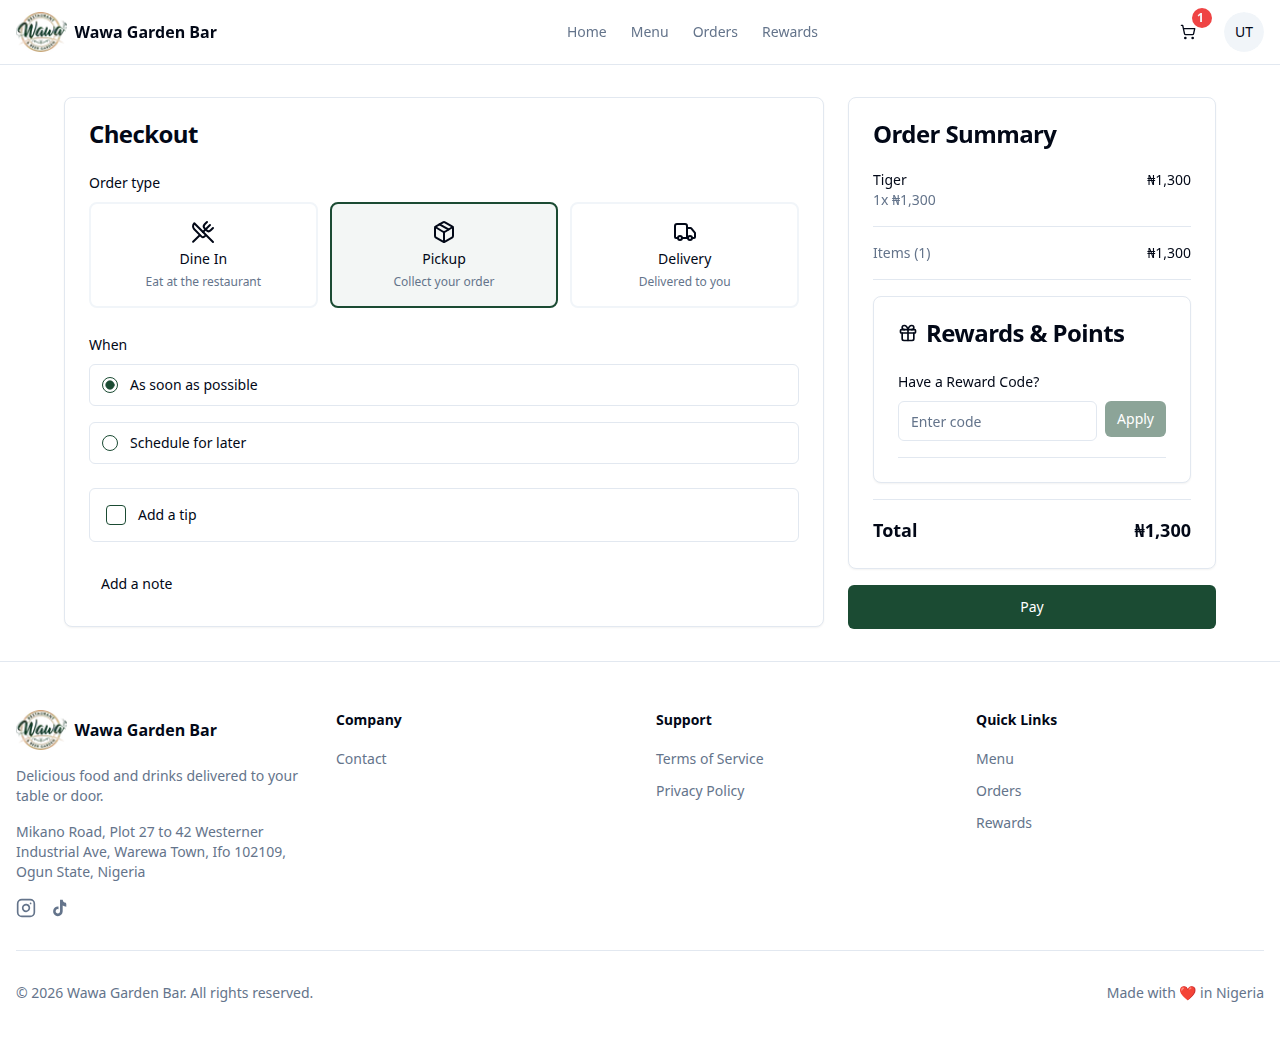 Wawa
Wawa Garden Bar
Home
Menu
Orders
Rewards
1
UT
Checkout
Order type
Dine In
Eat at the restaurant
Pickup
Collect your order
Delivery
Delivered to you
When
As soon as possible
Schedule for later
Add a tip
Add a note
Order Summary
Tiger ₦1,300
1x ₦1,300
Items (1) ₦1,300
Rewards & Points
Have a Reward Code?
Enter code
Apply
Total ₦1,300
Pay
Wawa
Wawa Garden Bar
Delicious food and drinks delivered to your
table or door.
Mikano Road, Plot 27 to 42 Westerner
Industrial Ave, Warewa Town, Ifo 102109,
Ogun State, Nigeria
Company
Contact
Support
Terms of Service
Privacy Policy
Quick Links
Menu
Orders
Rewards
© 2026 Wawa Garden Bar. All rights reserved.
Made with ❤️ in Nigeria